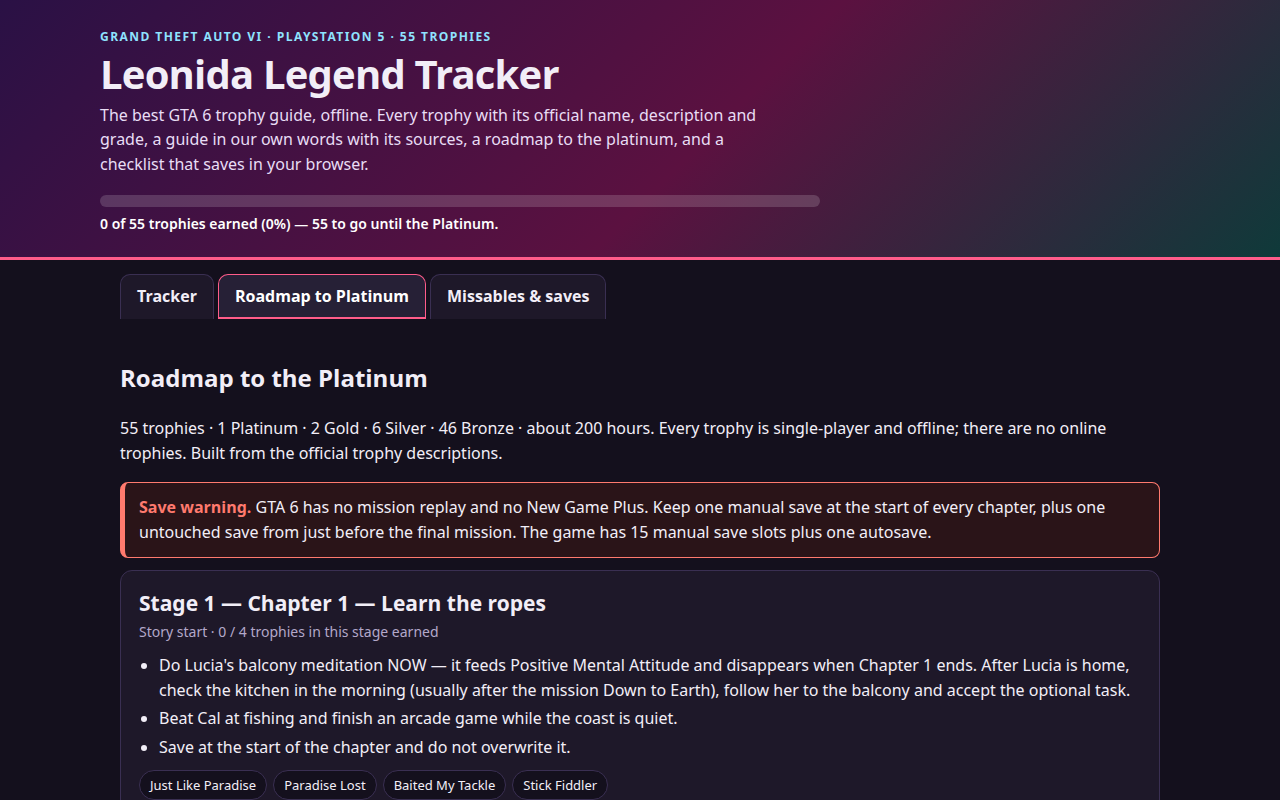 GRAND THEFT AUTO VI · PLAYSTATION 5 · 55 TROPHIES
Leonida Legend Tracker
The best GTA 6 trophy guide, offline. Every trophy with its official name, description and
grade, a guide in our own words with its sources, a roadmap to the platinum, and a
checklist that saves in your browser.
0 of 55 trophies earned (0%) — 55 to go until the Platinum.
Tracker
Roadmap to Platinum
Missables & saves
Roadmap to the Platinum
55 trophies · 1 Platinum · 2 Gold · 6 Silver · 46 Bronze · about 200 hours. Every trophy is single-player and offline; there are no online
trophies. Built from the official trophy descriptions.
Save warning. GTA 6 has no mission replay and no New Game Plus. Keep one manual save at the start of every chapter, plus one
untouched save from just before the final mission. The game has 15 manual save slots plus one autosave.
Stage 1 — Chapter 1 — Learn the ropes
Story start · 0 / 4 trophies in this stage earned
• Do Lucia's balcony meditation NOW — it feeds Positive Mental Attitude and disappears when Chapter 1 ends. After Lucia is home,
check the kitchen in the morning (usually after the mission Down to Earth), follow her to the balcony and accept the optional task.
• Beat Cal at fishing and finish an arcade game while the coast is quiet.
• Save at the start of the chapter and do not overwrite it.
Just Like Paradise
Paradise Lost
Baited My Tackle
Stick Fiddler